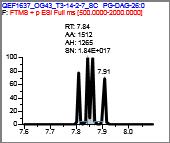 QEF1637_OG43_T3-14-2-7_SC PG-DAG-26:0
F: FTMS + p ESI Full ms [500.0000-2000.0000]
RT: 7.84
AA: 1512
AH: 1265
SN: 1.84E+017
100
80
7.91
60
40
20
0
7.6 7.7 7.8 7.9 8.0